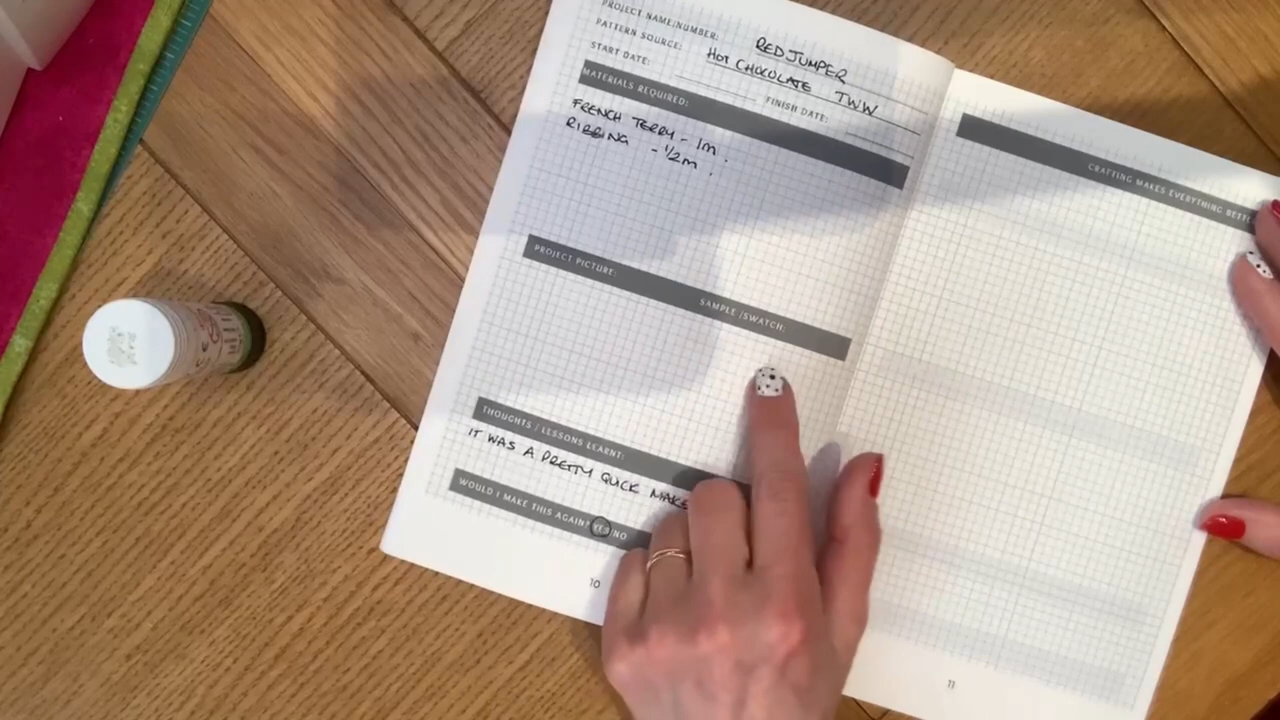 PROJECT NAME/NUMBER: RED JUMPER
PATTERN SOURCE: HOT CHOCOLATE TWW
START DATE: FINISH DATE:
MATERIALS REQUIRED:
FRENCH TERRY - 1m.
RIBBING - 1/2m.
PROJECT PICTURE: SAMPLE /SWATCH:
THOUGHTS / LESSONS LEARNT:
IT WAS A PRETTY QUICK MAKE
WOULD I MAKE THIS AGAIN? YES/NO
10
CRAFTING MAKES EVERYTHING
11